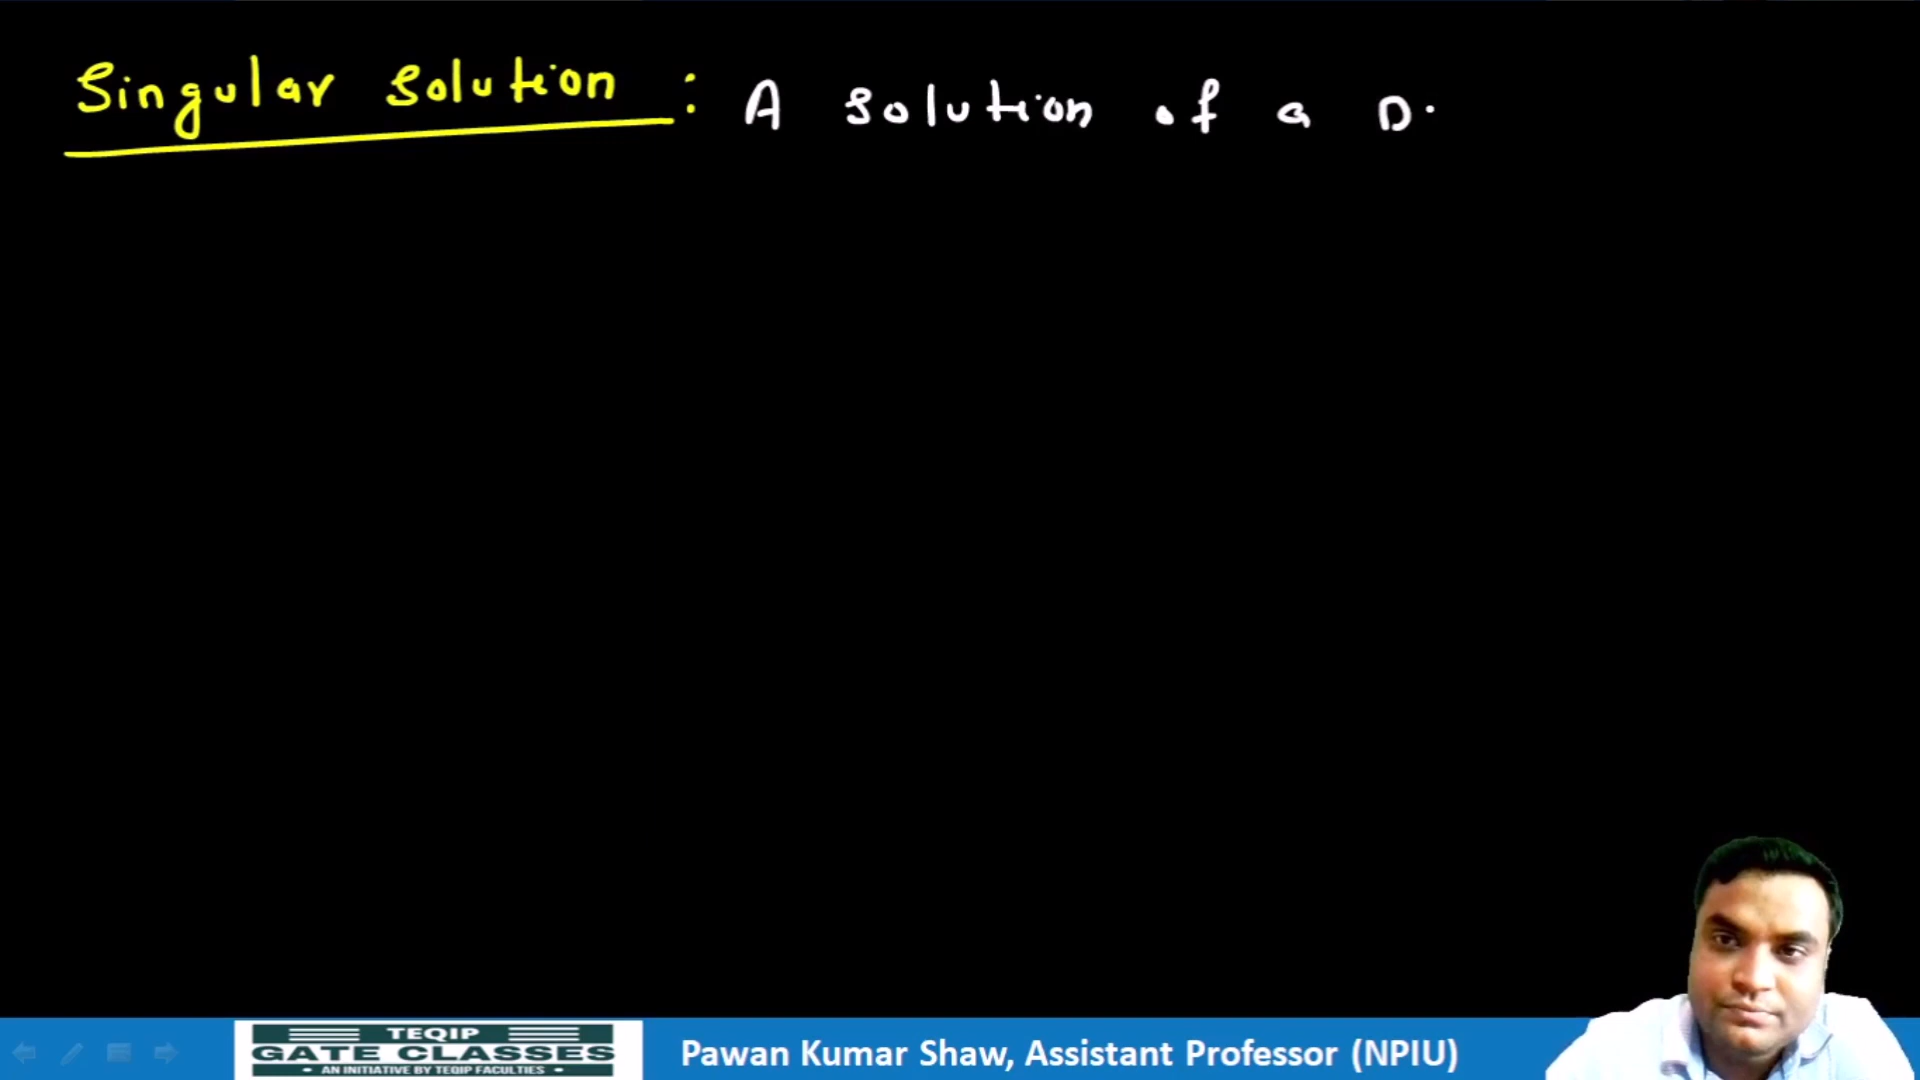 Singular Solution : A Solution of a D.
TEQIP
GATE CLASSES
• AN INITIATIVE BY TEQIP FACULTIES •
Pawan Kumar Shaw, Assistant Professor (NPIU)